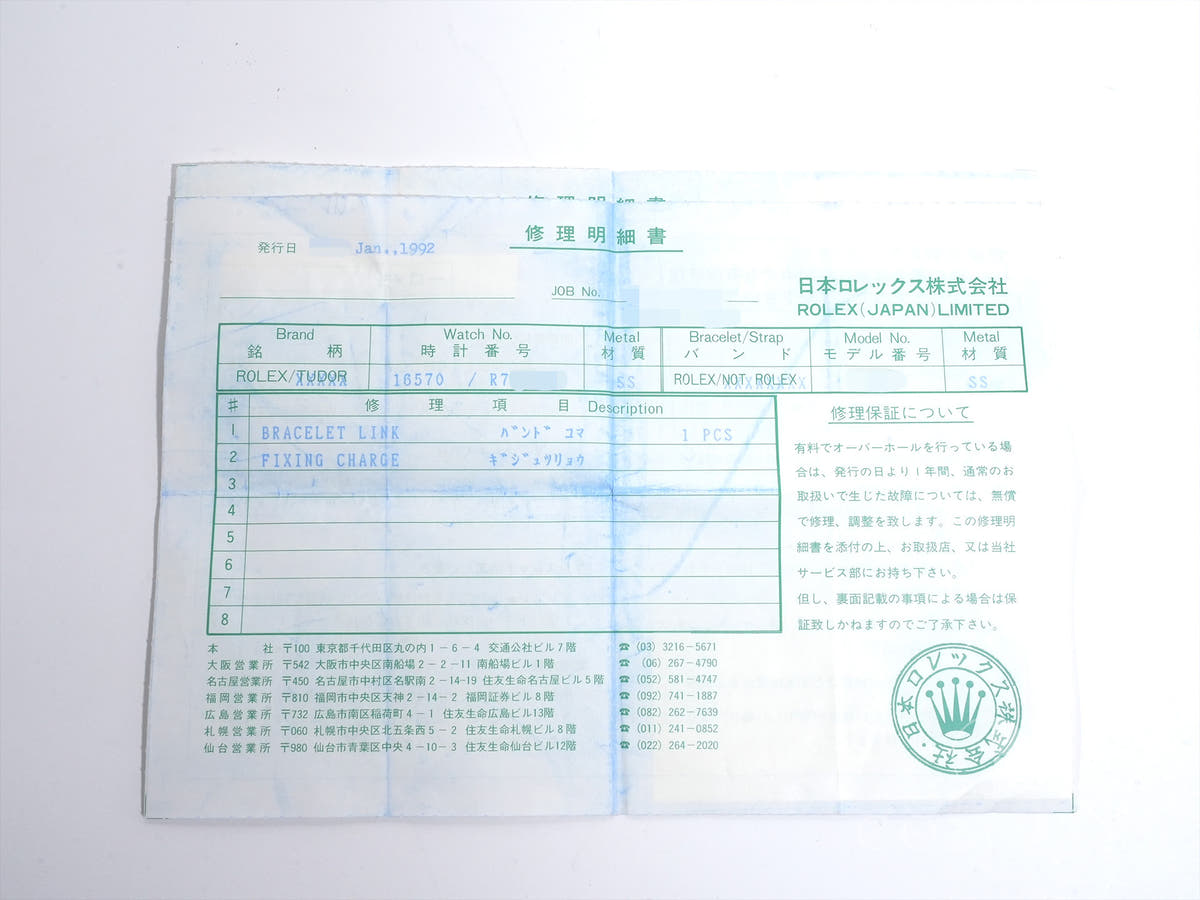 修理明細書
修理明細書
発行日 Jan.,1992
JOB No.
日本ロレックス株式会社
ROLEX(JAPAN)LIMITED
Brand Watch No. Metal Bracelet/Strap Model No. Metal
銘柄 時計番号 材質 バンド モデル番号 材質
ROLEX/TUDOR XXXXX 16570 / R7 SS ROLEX/NOT ROLEX XXXXXXXX SS
# 修理項目 Description
1 BRACELET LINK バンド コマ 1 PCS
2 FIXING CHARGE ギジュツリョウ
3
4
5
6
7
8
修理保証について
有料でオーバーホールを行っている場
合は、発行の日より1年間、通常のお
取扱いで生じた故障については、無償
で修理、調整を致します。この修理明
細書を添付の上、お取扱店、又は当社
サービス部にお持ち下さい。
但し、裏面記載の事項による場合は保
証致しかねますのでご了承下さい。
本社 〒100 東京都千代田区丸の内1-6-4 交通公社ビル7階 ☎(03) 3216-5671
大阪営業所 〒542 大阪市中央区南船場2-2-11 南船場ビル1階 ☎(06) 267-4790
名古屋営業所 〒450 名古屋市中村区名駅南2-14-19 住友生命名古屋ビル5階 ☎(052) 581-4747
福岡営業所 〒810 福岡市中央区天神2-14-2 福岡証券ビル8階 ☎(092) 741-1887
広島営業所 〒732 広島市南区稲荷町4-1 住友生命広島ビル13階 ☎(082) 262-7639
札幌営業所 〒060 札幌市中央区北五条西5-2 住友生命札幌ビル8階 ☎(011) 241-0852
仙台営業所 〒980 仙台市青葉区中央4-10-3 住友生命仙台ビル12階 ☎(022) 264-2020
日本ロレックス株式会社・